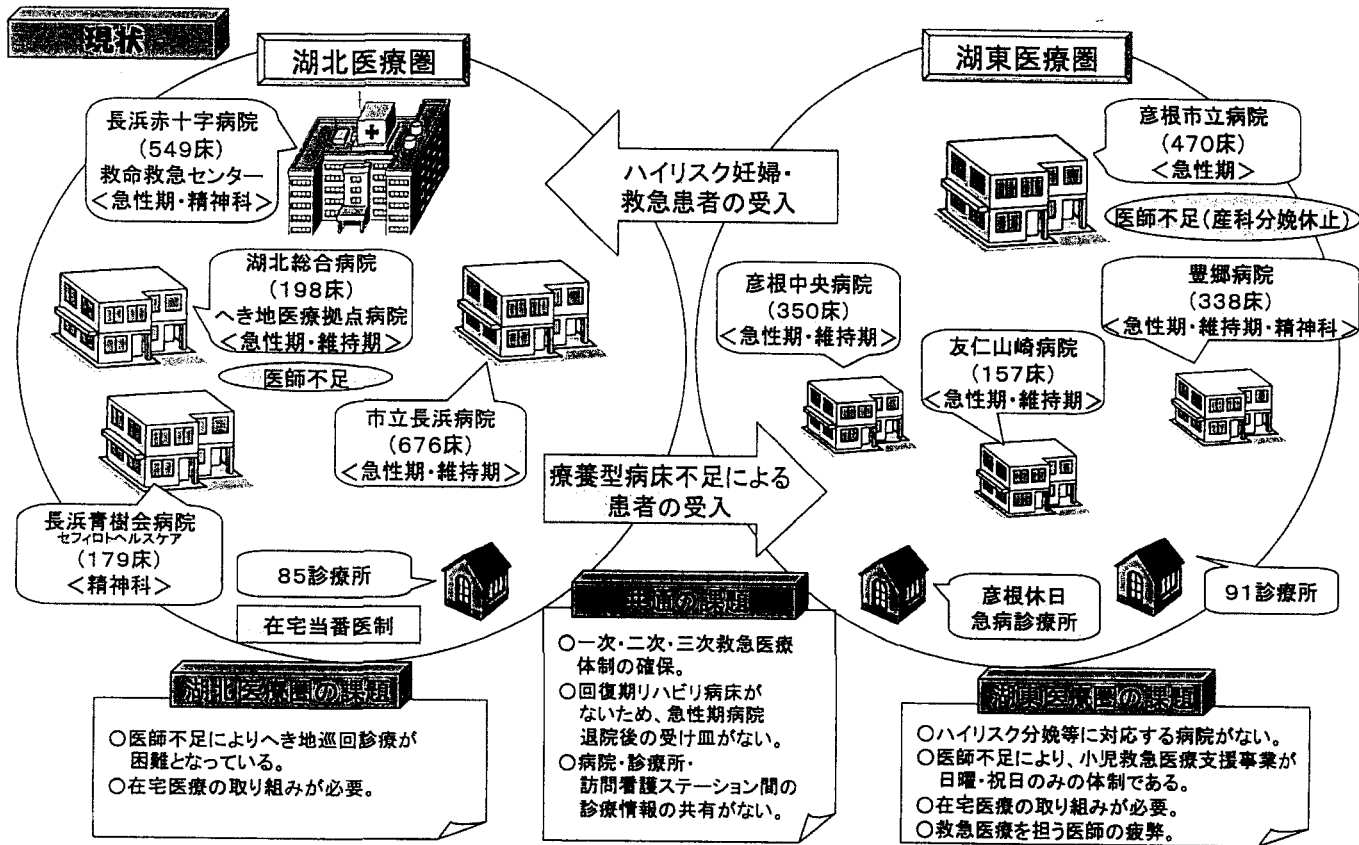 現状
湖北医療圏
長浜赤十字病院
(549床)
救命救急センター
<急性期・精神科>
湖北総合病院
(198床)
へき地医療拠点病院
<急性期・維持期>
医師不足
市立長浜病院
(676床)
<急性期・維持期>
長浜青樹会病院
セフィロトヘルスケア
(179床)
<精神科>
85診療所
在宅当番医制
ハイリスク妊婦・
救急患者の受入
療養型病床不足による
患者の受入
湖東医療圏
彦根市立病院
(470床)
<急性期>
医師不足(産科分娩休止)
彦根中央病院
(350床)
<急性期・維持期>
豊郷病院
(338床)
<急性期・維持期・精神科>
友仁山崎病院
(157床)
<急性期・維持期>
彦根休日
急病診療所
91診療所
湖北医療圏の課題
○医師不足によりへき地巡回診療が
困難となっている。
○在宅医療の取り組みが必要。
共通の課題
○一次・二次・三次救急医療
体制の確保。
○回復期リハビリ病床が
ないため、急性期病院
退院後の受け皿がない。
○病院・診療所・
訪問看護ステーション間の
診療情報の共有がない。
湖東医療圏の課題
○ハイリスク分娩等に対応する病院がない。
○医師不足により、小児救急医療支援事業が
日曜・祝日のみの体制である。
○在宅医療の取り組みが必要。
○救急医療を担う医師の疲弊。